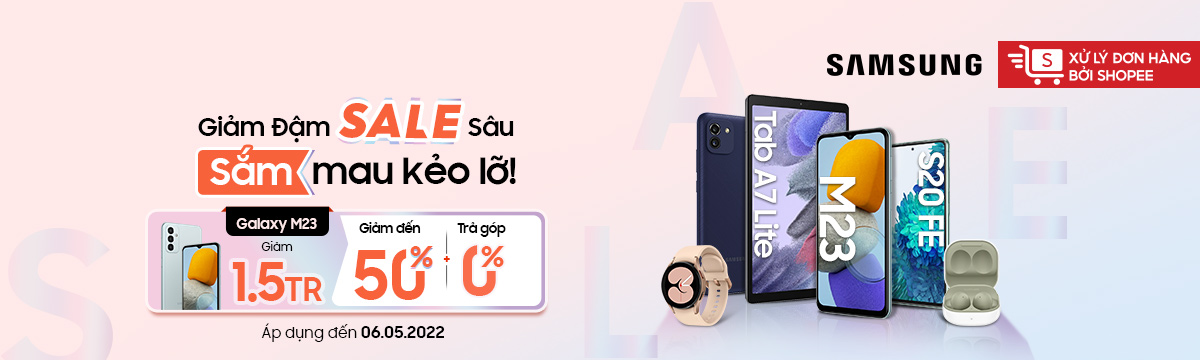 Giảm Đậm SALE Sâu
Sắm mau kẻo lỡ!
Galaxy M23
Giảm
1.5TR
Giảm đến
50%
+
Trả góp
0%
Áp dụng đến 06.05.2022
SAMSUNG
XỬ LÝ ĐƠN HÀNG
BỞI SHOPEE
S
Tab A7 Lite
M23
S20 FE
S
A
L
E